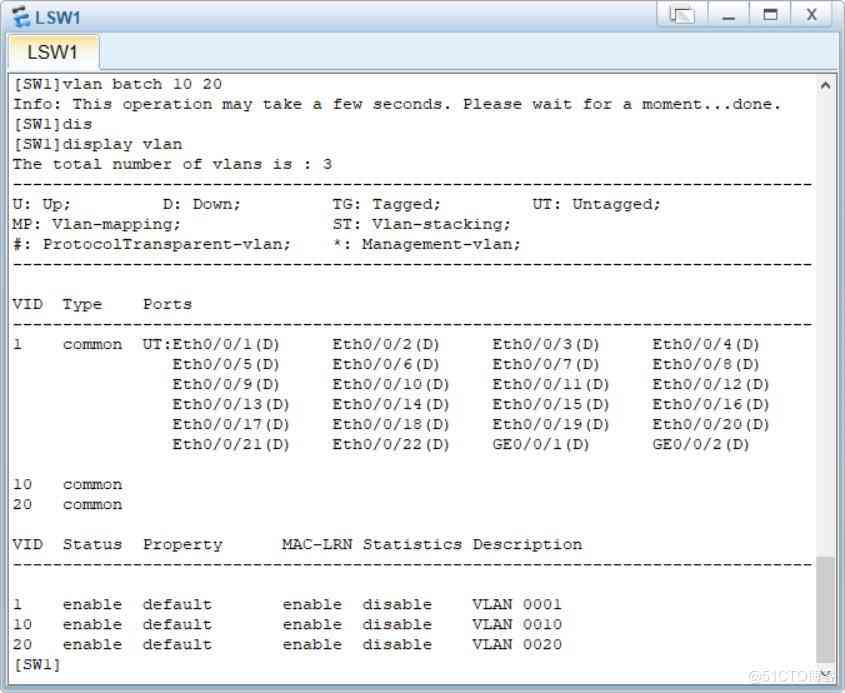 LSW1
LSW1
[SW1]vlan batch 10 20
Info: This operation may take a few seconds. Please wait for a moment...done.
[SW1]dis
[SW1]display vlan
The total number of vlans is : 3
--------------------------------------------------------------------------------
U: Up;         D: Down;         TG: Tagged;         UT: Untagged;
MP: Vlan-mapping;               ST: Vlan-stacking;
#: ProtocolTransparent-vlan;    *: Management-vlan;
--------------------------------------------------------------------------------
VID  Type    Ports
--------------------------------------------------------------------------------
1    common  UT:Eth0/0/1(D)     Eth0/0/2(D)     Eth0/0/3(D)     Eth0/0/4(D)
                Eth0/0/5(D)     Eth0/0/6(D)     Eth0/0/7(D)     Eth0/0/8(D)
                Eth0/0/9(D)     Eth0/0/10(D)    Eth0/0/11(D)    Eth0/0/12(D)
                Eth0/0/13(D)    Eth0/0/14(D)    Eth0/0/15(D)    Eth0/0/16(D)
                Eth0/0/17(D)    Eth0/0/18(D)    Eth0/0/19(D)    Eth0/0/20(D)
                Eth0/0/21(D)    Eth0/0/22(D)    GE0/0/1(D)      GE0/0/2(D)
10   common
20   common
VID  Status  Property      MAC-LRN Statistics Description
--------------------------------------------------------------------------------
1    enable  default       enable  disable    VLAN 0001
10   enable  default       enable  disable    VLAN 0010
20   enable  default       enable  disable    VLAN 0020
[SW1]
@51CTO博客